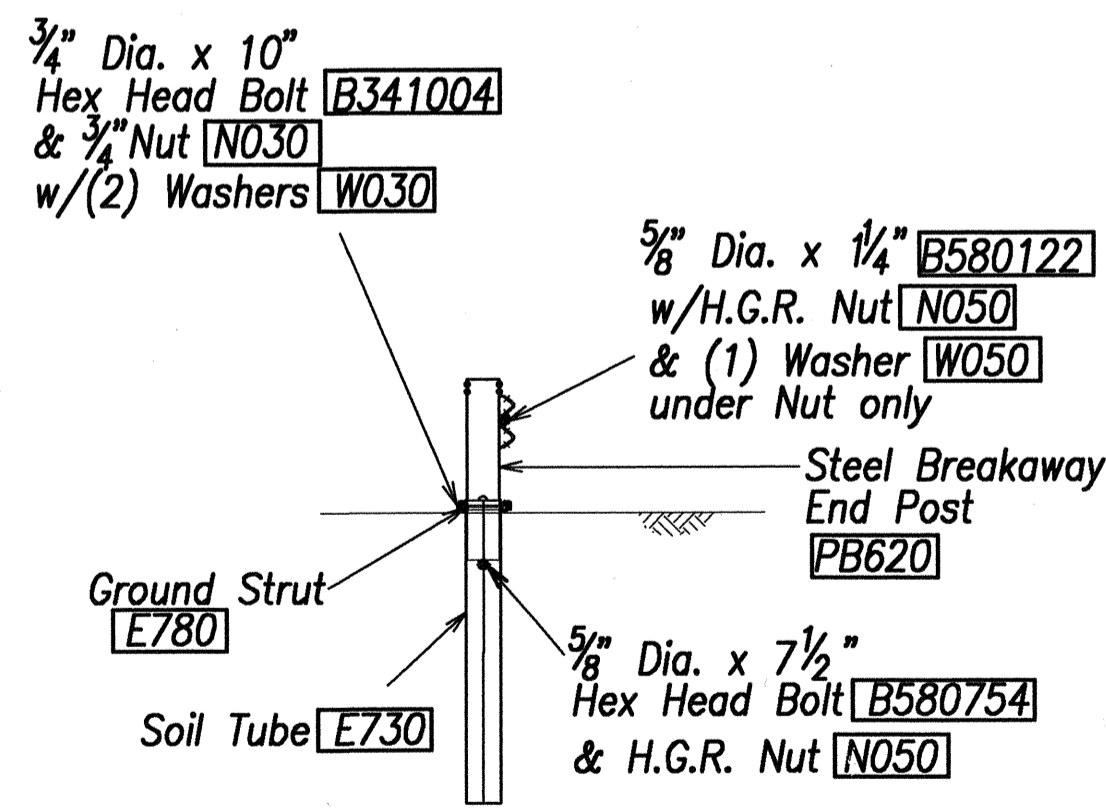 3/4" Dia. x 10"
Hex Head Bolt B341004
& 3/4" Nut N030
w/(2) Washers W030
5/8" Dia. x 1 1/4" B580122
w/H.G.R. Nut N050
& (1) Washer W050
under Nut only
Steel Breakaway
End Post
PB620
Ground Strut
E780
Soil Tube E730
5/8" Dia. x 7 1/2"
Hex Head Bolt B580754
& H.G.R. Nut N050